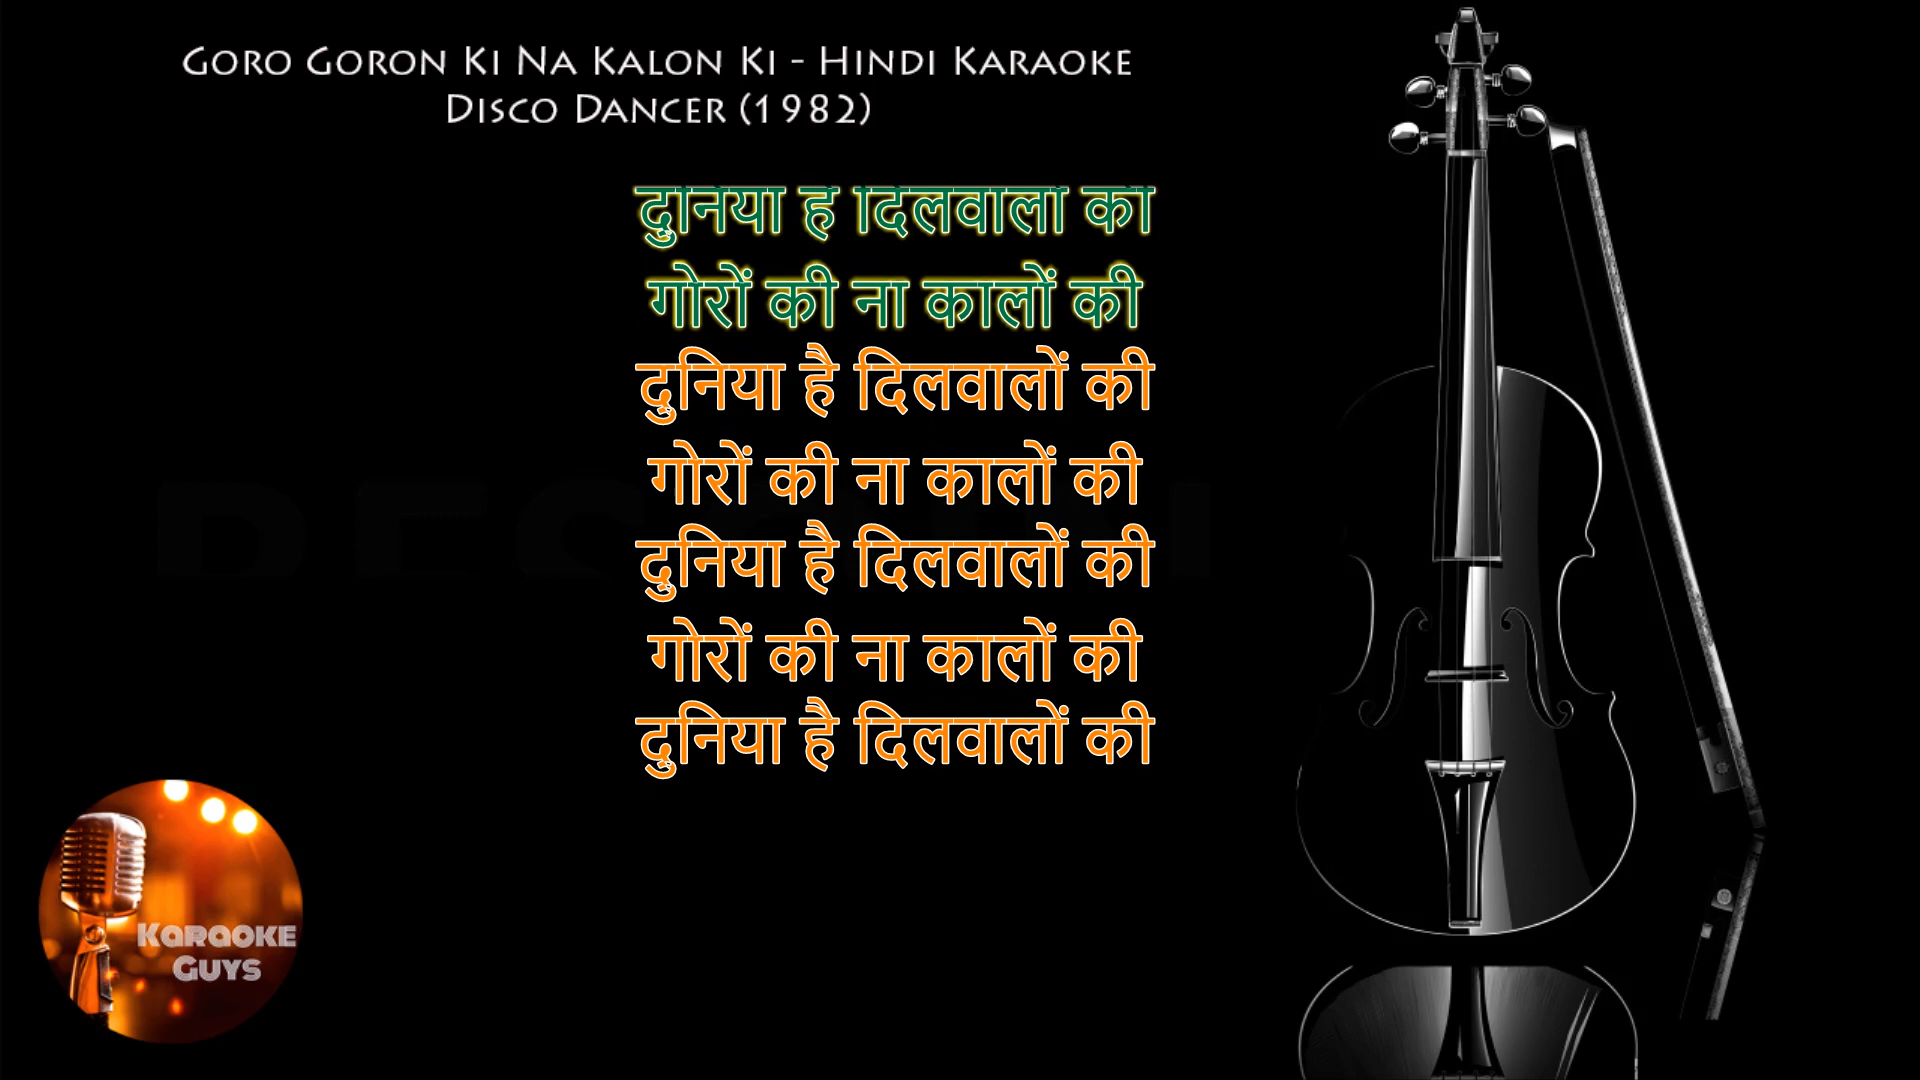 GORO GORON KI NA KALON KI - HINDI KARAOKE
DISCO DANCER (1982)
दुनिया है दिलवालों की
गोरों की ना कालों की
दुनिया है दिलवालों की
गोरों की ना कालों की
दुनिया है दिलवालों की
गोरों की ना कालों की
दुनिया है दिलवालों की
KARAOKE
GUYS